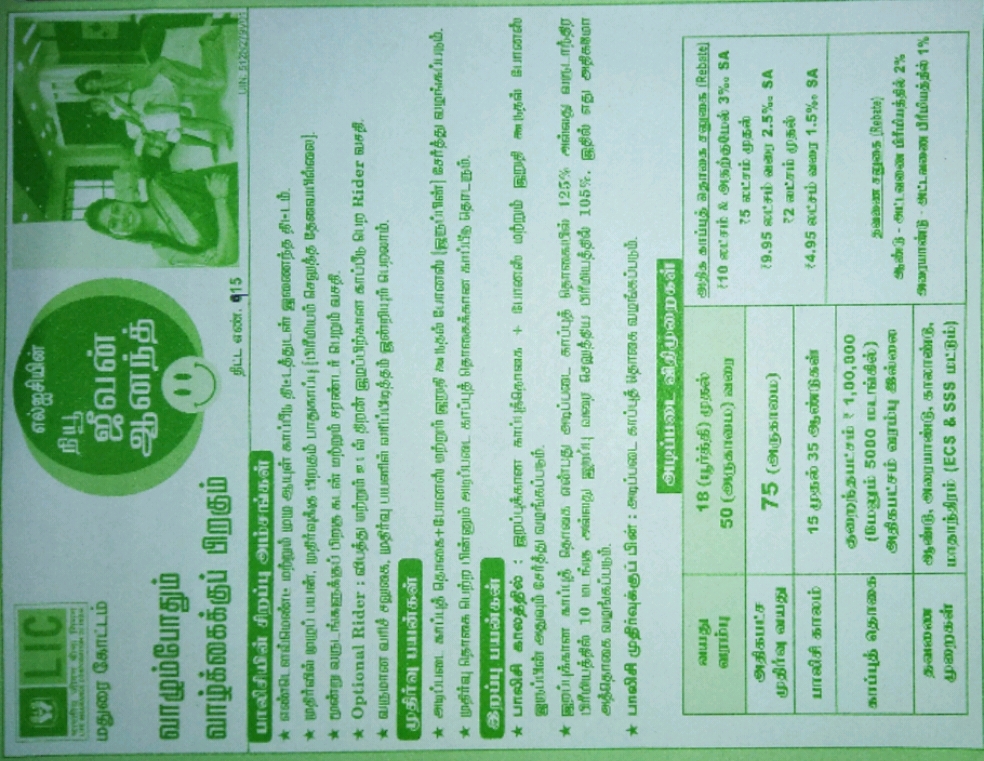 LIC
भारतीय जीवन बीमा निगम
LIFE INSURANCE CORPORATION OF INDIA
மதுரை கோட்டம்
எல்ஐசியின்
நியூ
ஜீவன்
ஆனந்த்
வாழும்போதும்
வாழ்க்கைக்குப் பிறகும்
திட்ட எண். 915
UIN: 512N279V01
பாலிசியின் சிறப்பு அம்சங்கள்
★ எண்டௌவ்மெண்ட் மற்றும் முழு ஆயுள் காப்பீடு திட்டத்துடன் இணைந்த திட்டம்.
★ முதிர்வில் முழுப் பயன், முதிர்வுக்கு பிறகும் பாதுகாப்பு [பிரீமியம் செலுத்த தேவையில்லை].
★ மூன்று வருடங்களுக்குப் பிறகு கடன் மற்றும் சரண்டர் பெறும் வசதி.
★ Optional Rider : விபத்து மற்றும் உடல் திறன் இழப்பிற்கான காப்பீடு பெற Rider வசதி.
★ வருமான வரிச் சலுகை, முதிர்வு பயனில் வரிப்பிடித்தம் இன்றியும் பெறலாம்.
முதிர்வு பயன்கள்
★ அடிப்படை காப்புத் தொகை+போனஸ் மற்றும் இறுதி கூடுதல் போனஸ் [இருப்பின்] சேர்த்து வழங்கப்படும்.
★ முதிர்வு தொகை பெற்ற பின்னும் அடிப்படை காப்புத் தொகைக்கான காப்பீடு தொடரும்.
இறப்பு பயன்கள்
★ பாலிசி காலத்தில் : இறப்புக்கான காப்புத்தொகை + போனஸ் மற்றும் இறுதி கூடுதல் போனஸ்
இருப்பின் அதுவும் சேர்த்து வழங்கப்படும்.
★ இறப்புக்கான காப்புத் தொகை என்பது அடிப்படை காப்புத் தொகையில் 125% அல்லது வருடாந்திர
பிரீமியத்தில் 10 மடங்கு அல்லது இறப்பு வரை செலுத்திய பிரீமியத்தில் 105%. இதில் எது அதிகமோ
அத்தொகை வழங்கப்படும்.
★ பாலிசி முதிர்வுக்குப் பின் : அடிப்படை காப்புத் தொகை வழங்கப்படும்.
அடிப்படை விதிமுறைகள்
வயது
வரம்பு
18 (பூர்த்தி) முதல்
50 (அருகாமை) வரை
அதிகபட்ச
முதிர்வு வயது
75 (அருகாமை)
பாலிசி காலம்
15 முதல் 35 ஆண்டுகள்
காப்புத் தொகை
குறைந்தபட்சம் ₹ 1,00,000
(மேலும் 5000 மடங்கில்)
அதிகபட்சம் வரம்பு இல்லை
தவணை
முறைகள்
ஆண்டு, அரையாண்டு, காலாண்டு,
மாதாந்திரம் (ECS & SSS மட்டும்)
அதிக காப்புத் தொகை சலுகை (Rebate)
₹10 லட்சம் & அதற்குமேல் 3‰ SA
₹5 லட்சம் முதல்
₹9.95 லட்சம் வரை 2.5‰ SA
₹2 லட்சம் முதல்
₹4.95 லட்சம் வரை 1.5‰ SA
தவணை சலுகை (Rebate)
ஆண்டு - அட்டவணை பிரீமியத்தில் 2%
அரையாண்டு - அட்டவணை பிரீமியத்தில் 1%